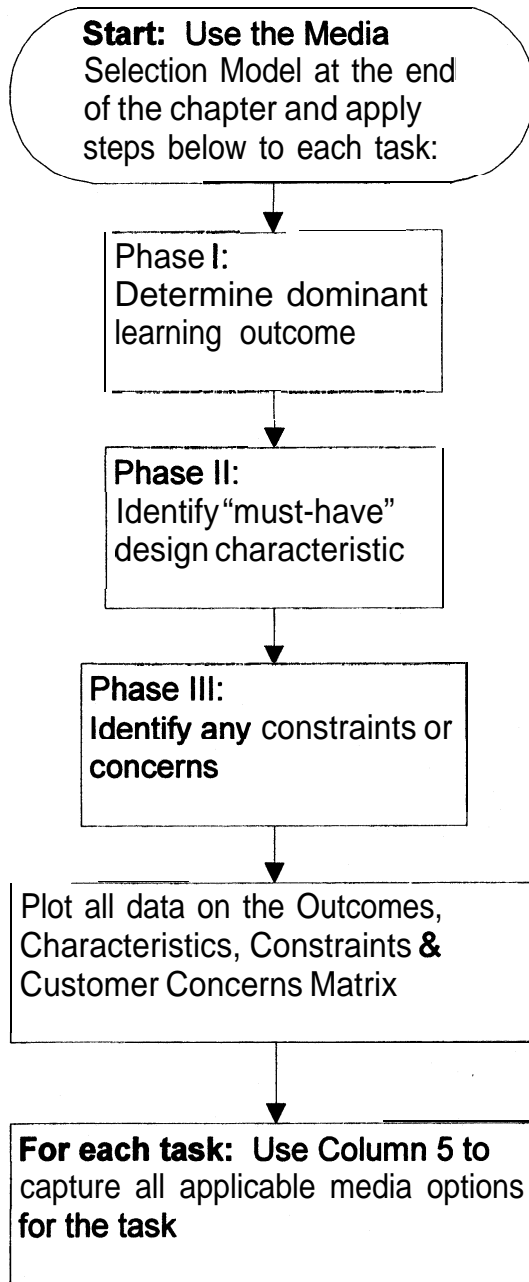 Start: Use the Media
Selection Model at the end
of the chapter and apply
steps below to each task:
Phase I:
Determine dominant
learning outcome
Phase II:
Identify “must-have”
design characteristic
Phase III:
Identify any constraints or
concerns
Plot all data on the Outcomes,
Characteristics, Constraints &
Customer Concerns Matrix
For each task: Use Column 5 to
capture all applicable media options
for the task